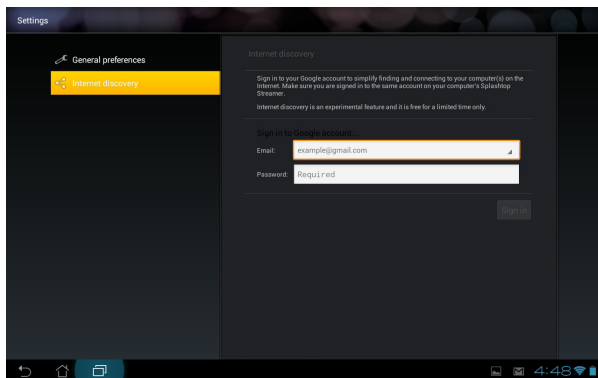 Settings
General preferences
Internet discovery
Internet discovery
Sign in to your Google account to simplify finding and connecting to your computer(s) on the
Internet. Make sure you are signed in to the same account on your computer's Splashtop
Streamer.
Internet discovery is an experimental feature and it is free for a limited time only.
Sign in to Google account...
Email: example@gmail.com
Password: Required
Sign in
4:48